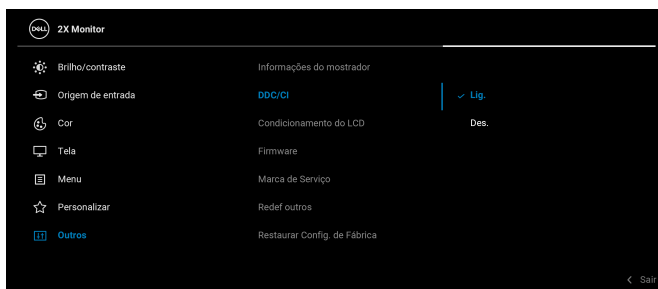 DELL 2X Monitor
Brilho/contraste Informações do mostrador
Origem de entrada DDC/CI ✓ Lig.
Cor Condicionamento do LCD Des.
Tela Firmware
Menu Marca de Serviço
Personalizar Redef outros
Outros Restaurar Config. de Fábrica
< Sair